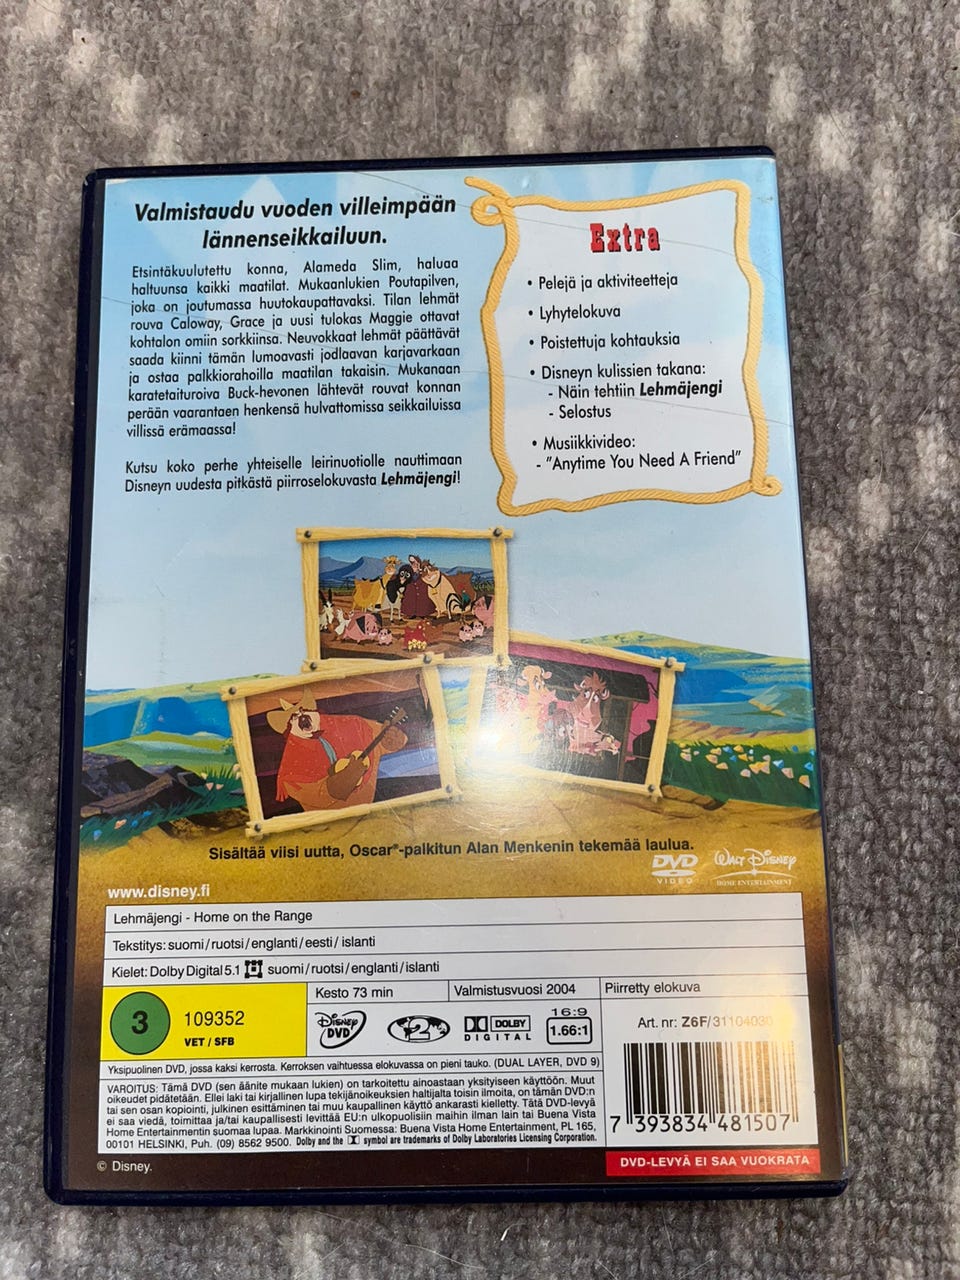 Valmistaudu vuoden villeimpään
lännenseikkailuun.
Etsintäkuulutettu konna, Alameda Slim, haluaa
haltuunsa kaikki maatilat. Mukaanlukien Poutapilven,
joka on joutumassa huutokaupattavaksi. Tilan lehmät
rouva Caloway, Grace ja uusi tulokas Maggie ottavat
kohtalon omiin sorkkiinsa. Neuvokkaat lehmät päättävät
saada kiinni tämän lumoavasti jodlaavan karjavarkaan
ja ostaa palkkiorahoilla maatilan takaisin. Mukanaan
karatetaituroiva Buck-hevonen lähtevät rouvat konnan
perään vaarantaen henkensä hulvattomissa seikkailuissa
villissä erämaassa!
Kutsu koko perhe yhteiselle leirinuotiolle nauttimaan
Disneyn uudesta pitkästä piirroselokuvasta Lehmäjengi!
Extra
• Pelejä ja aktiviteetteja
• Lyhytelokuva
• Poistettuja kohtauksia
• Disneyn kulissien takana:
- Näin tehtiin Lehmäjengi
- Selostus
• Musiikkivideo:
- "Anytime You Need A Friend"
Sisältää viisi uutta, Oscar®-palkitun Alan Menkenin tekemää laulua.
DVD VIDEO
WALT DISNEY
HOME ENTERTAINMENT
www.disney.fi
Lehmäjengi - Home on the Range
Tekstitys: suomi/ruotsi/englanti/eesti/islanti
Kielet: Dolby Digital 5.1 suomi/ruotsi/englanti/islanti
3
109352
VET / SFB
Kesto 73 min
Valmistusvuosi 2004
Piirretty elokuva
DISNEY DVD
2
DOLBY
DIGITAL
16:9
1.66:1
Art. nr: Z6F/31104030
Yksipuolinen DVD, jossa kaksi kerrosta. Kerroksen vaihtuessa elokuvassa on pieni tauko. (DUAL LAYER, DVD 9)
VAROITUS: Tämä DVD (sen äänite mukaan lukien) on tarkoitettu ainoastaan yksityiseen käyttöön. Muut
oikeudet pidätetään. Ellei laki tai kirjallinen lupa tekijänoikeuksien haltijalta toisin ilmoita, on tämän DVD:n
tai sen osan kopiointi, julkinen esittäminen tai muu kaupallinen käyttö ankarasti kielletty. Tätä DVD-levyä
ei saa viedä, toimittaa ja/tai kaupallisesti levittää EU:n ulkopuolisiin maihin ilman lain tai Buena Vista
Home Entertainmentin suomaa lupaa. Markkinointi Suomessa: Buena Vista Home Entertainment, PL 165,
00101 HELSINKI, Puh. (09) 8562 9500. Dolby and the symbol are trademarks of Dolby Laboratories Licensing Corporation.
7 393834 481507
© Disney.
DVD-LEVYÄ EI SAA VUOKRATA